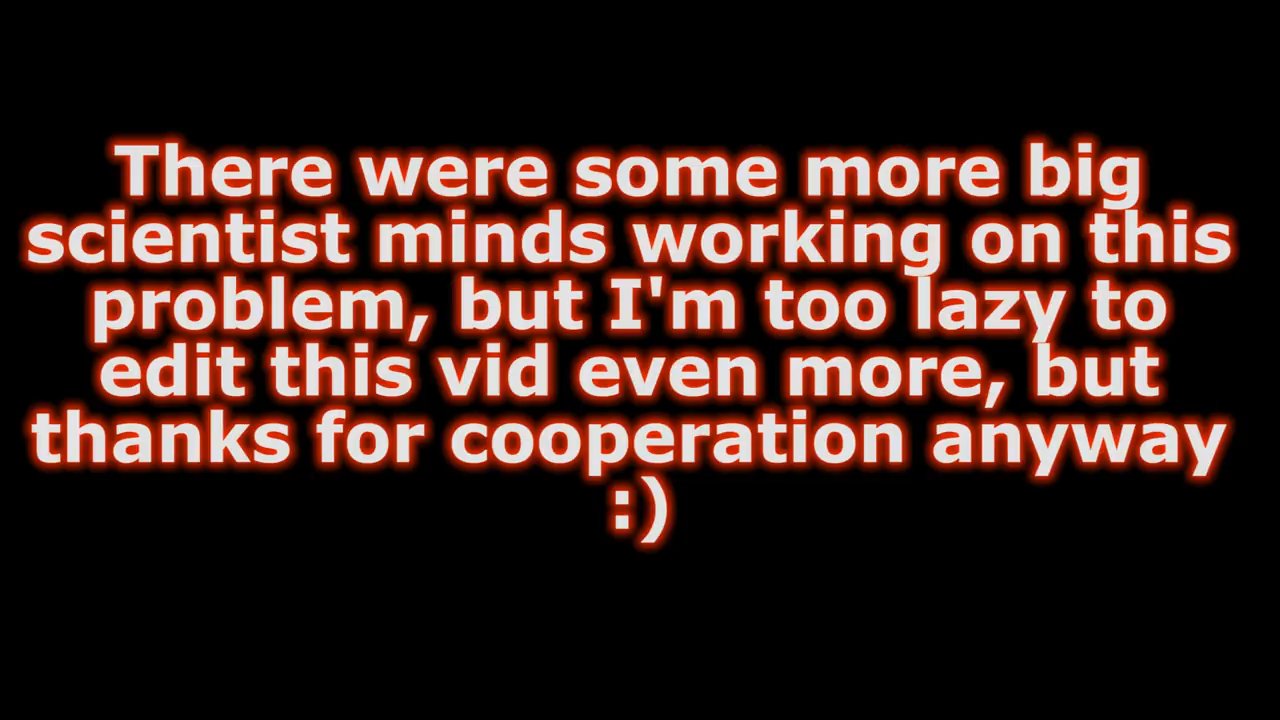 There were some more big
scientist minds working on this
problem, but I'm too lazy to
edit this vid even more, but
thanks for cooperation anyway
:)